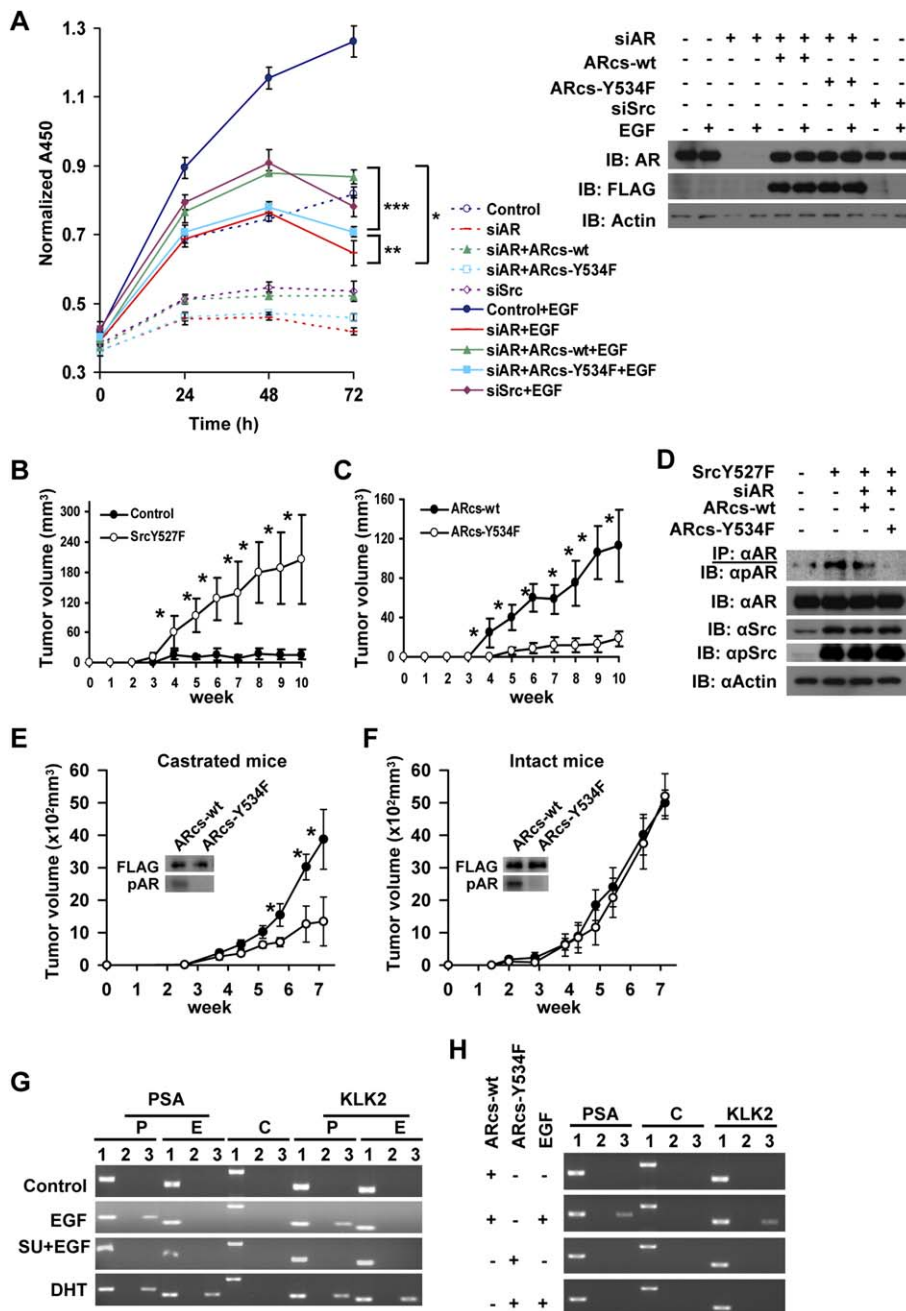 A
1.3
1.1
0.9
0.7
0.5
0.3
Normalized A450
0 24 48 72
Time (h)
***
**
*
Control
siAR
siAR+ARcs-wt
siAR+ARcs-Y534F
siSrc
Control+EGF
siAR+EGF
siAR+ARcs-wt+EGF
siAR+ARcs-Y534F+EGF
siSrc+EGF
siAR - - + + + + + + - -
ARcs-wt - - - - + + - - - -
ARcs-Y534F - - - - - - + + - -
siSrc - - - - - - - - + +
EGF - + - + - + - + - +
IB: AR
IB: FLAG
IB: Actin
B
Tumor volume (mm³)
300
240
180
120
60
0
Control
SrcY527F
* * * * * * *
0 1 2 3 4 5 6 7 8 9 10
week
C
Tumor volume (mm³)
160
120
80
40
0
ARcs-wt
ARcs-Y534F
* * * * * * * *
0 1 2 3 4 5 6 7 8 9 10
week
D
SrcY527F - + + +
siAR - - + +
ARcs-wt - - + -
ARcs-Y534F - - - +
IP: αAR
IB: αpAR
IB: αAR
IB: αSrc
IB: αpSrc
IB: αActin
E
Castrated mice
Tumor volume (x10²mm³)
60
50
40
30
20
10
0
ARcs-wt
ARcs-Y534F
FLAG
pAR
* * *
0 1 2 3 4 5 6 7
week
F
Intact mice
Tumor volume (x10²mm³)
60
50
40
30
20
10
0
ARcs-wt
ARcs-Y534F
FLAG
pAR
0 1 2 3 4 5 6 7
week
G
PSA KLK2
P E C P E
1 2 3 1 2 3 1 2 3 1 2 3 1 2 3
Control
EGF
SU+EGF
DHT
H
ARcs-wt
ARcs-Y534F
EGF
PSA C KLK2
1 2 3 1 2 3 1 2 3
+ - -
+ - +
- + -
- + +